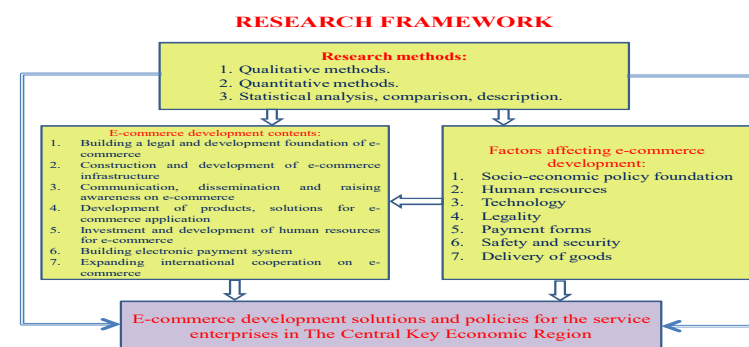 RESEARCH FRAMEWORK
Research methods:
1. Qualitative methods.
2. Quantitative methods.
3. Statistical analysis, comparison, description.
E-commerce development contents:
1. Building a legal and development foundation of e-
commerce
2. Construction and development of e-commerce
infrastructure
3. Communication, dissemination and raising
awareness on e-commerce
4. Development of products, solutions for e-
commerce application
5. Investment and development of human resources
for e-commerce
6. Building electronic payment system
7. Expanding international cooperation on e-
commerce
Factors affecting e-commerce
development:
1. Socio-economic policy foundation
2. Human resources
3. Technology
4. Legality
5. Payment forms
6. Safety and security
7. Delivery of goods
E-commerce development solutions and policies for the service
enterprises in The Central Key Economic Region